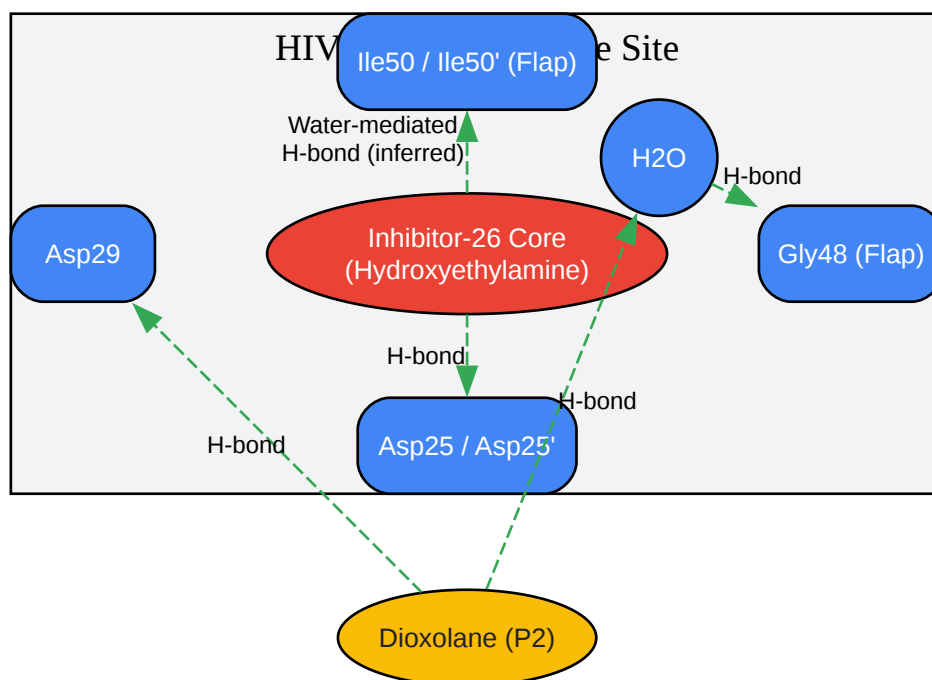 HIV
e Site
Ile50 / Ile50' (Flap)
Water-mediated
H-bond (inferred)
H2O
H-bond
Asp29
Inhibitor-26 Core
(Hydroxyethylamine)
Gly48 (Flap)
H-bond
H-bond
Asp25 / Asp25'
H-bond
Dioxolane (P2)